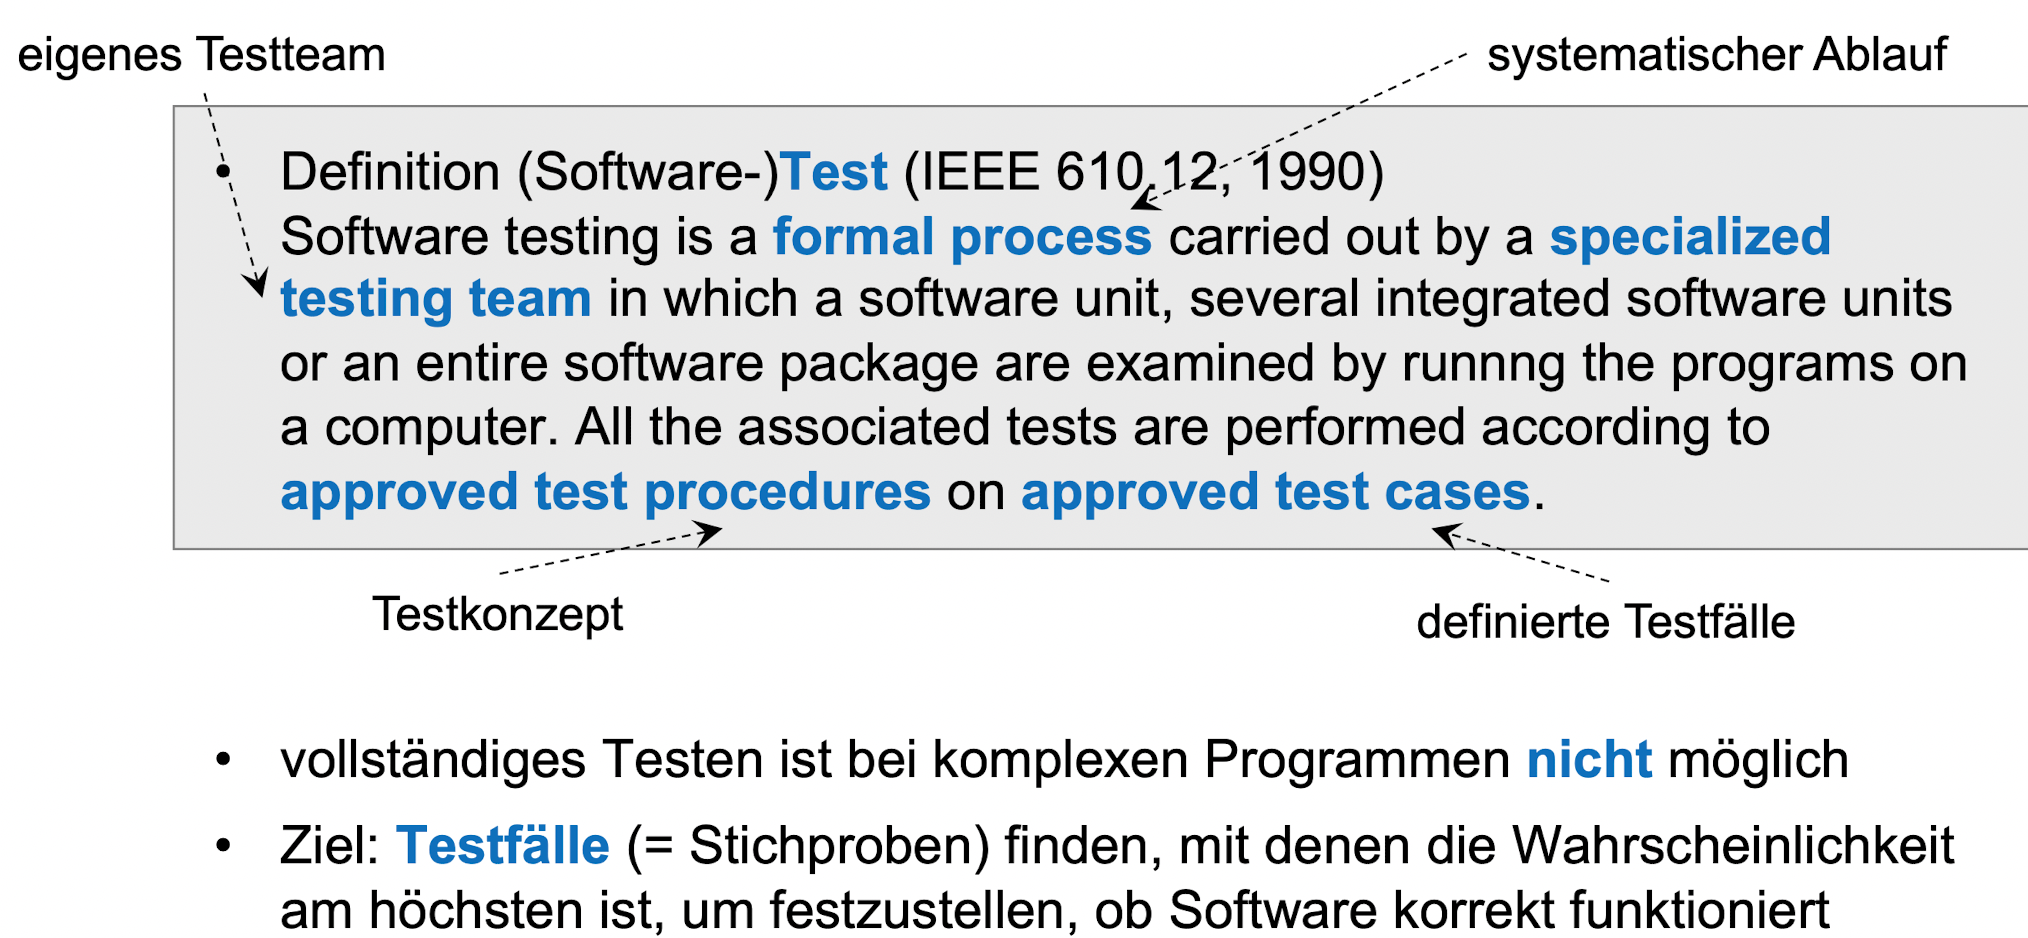 eigenes Testteam
systematischer Ablauf
• Definition (Software-)Test (IEEE 610.12, 1990)
Software testing is a formal process carried out by a specialized
testing team in which a software unit, several integrated software units
or an entire software package are examined by runnng the programs on
a computer. All the associated tests are performed according to
approved test procedures on approved test cases.
Testkonzept
definierte Testfälle
• vollständiges Testen ist bei komplexen Programmen nicht möglich
• Ziel: Testfälle (= Stichproben) finden, mit denen die Wahrscheinlichkeit
am höchsten ist, um festzustellen, ob Software korrekt funktioniert